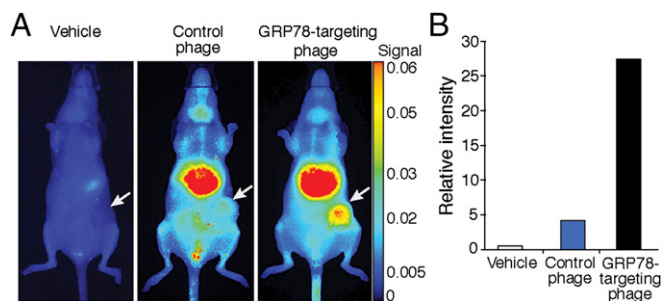 A
Vehicle
Control
phage
GRP78-targeting
phage
Signal
0.06
0.05
0.03
0.02
0.005
0
B
Relative intensity
30
25
20
15
10
5
0
Vehicle
Control
phage
GRP78-
targeting
phage